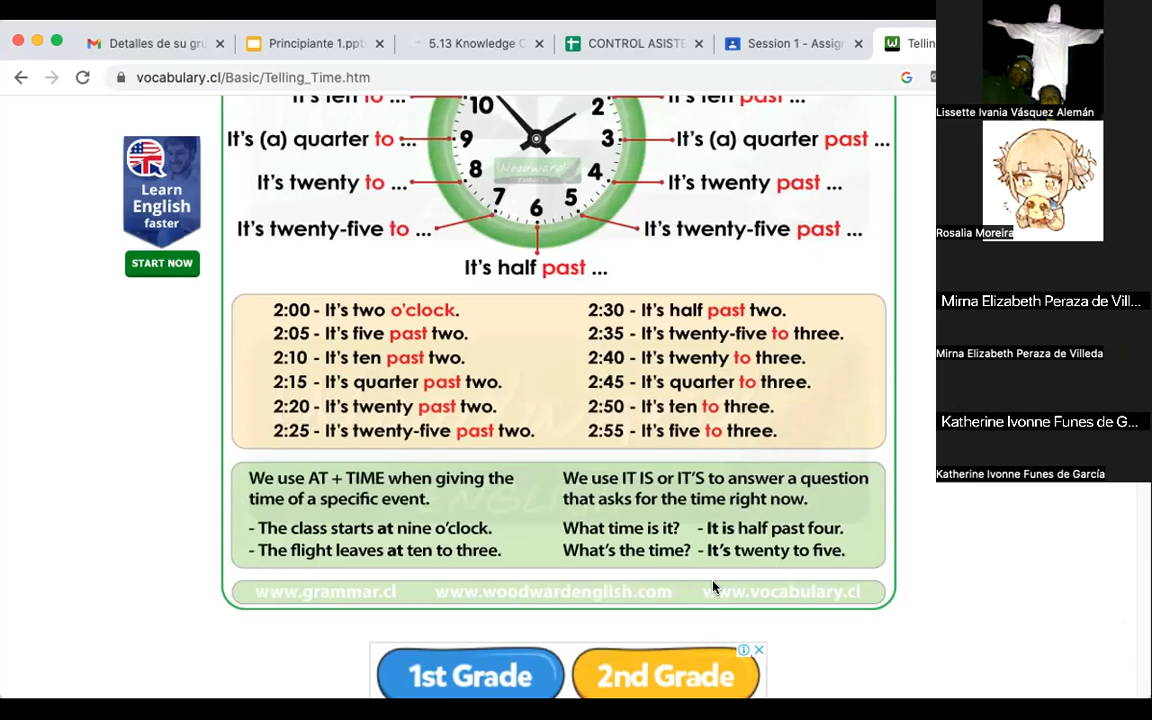 Detalles de su gru
Principiante 1.ppt
5.13 Knowledge C
CONTROL ASISTE
Session 1 - Assig
Tellin
vocabulary.cl/Basic/Telling_Time.htm
It's ten to ...
10
2
It's ten past ...
It's (a) quarter to ...
9
3
It's (a) quarter past ...
Woodward
It's twenty to ...
8
4
It's twenty past ...
It's twenty-five to ...
7
6
5
It's twenty-five past ...
It's half past ...
Learn
English
faster
START NOW
2:00 - It's two o'clock.
2:05 - It's five past two.
2:10 - It's ten past two.
2:15 - It's quarter past two.
2:20 - It's twenty past two.
2:25 - It's twenty-five past two.
2:30 - It's half past two.
2:35 - It's twenty-five to three.
2:40 - It's twenty to three.
2:45 - It's quarter to three.
2:50 - It's ten to three.
2:55 - It's five to three.
We use AT + TIME when giving the
time of a specific event.
- The class starts at nine o'clock.
- The flight leaves at ten to three.
We use IT IS or IT'S to answer a question
that asks for the time right now.
What time is it? - It is half past four.
What's the time? - It's twenty to five.
www.grammar.cl www.woodwardenglish.com www.vocabulary.cl
1st Grade
2nd Grade
Lissette Ivania Vásquez Alemán
Rosalia Moreira
Mirna Elizabeth Peraza de Vill...
Mirna Elizabeth Peraza de Villeda
Katherine Ivonne Funes de G...
Katherine Ivonne Funes de García